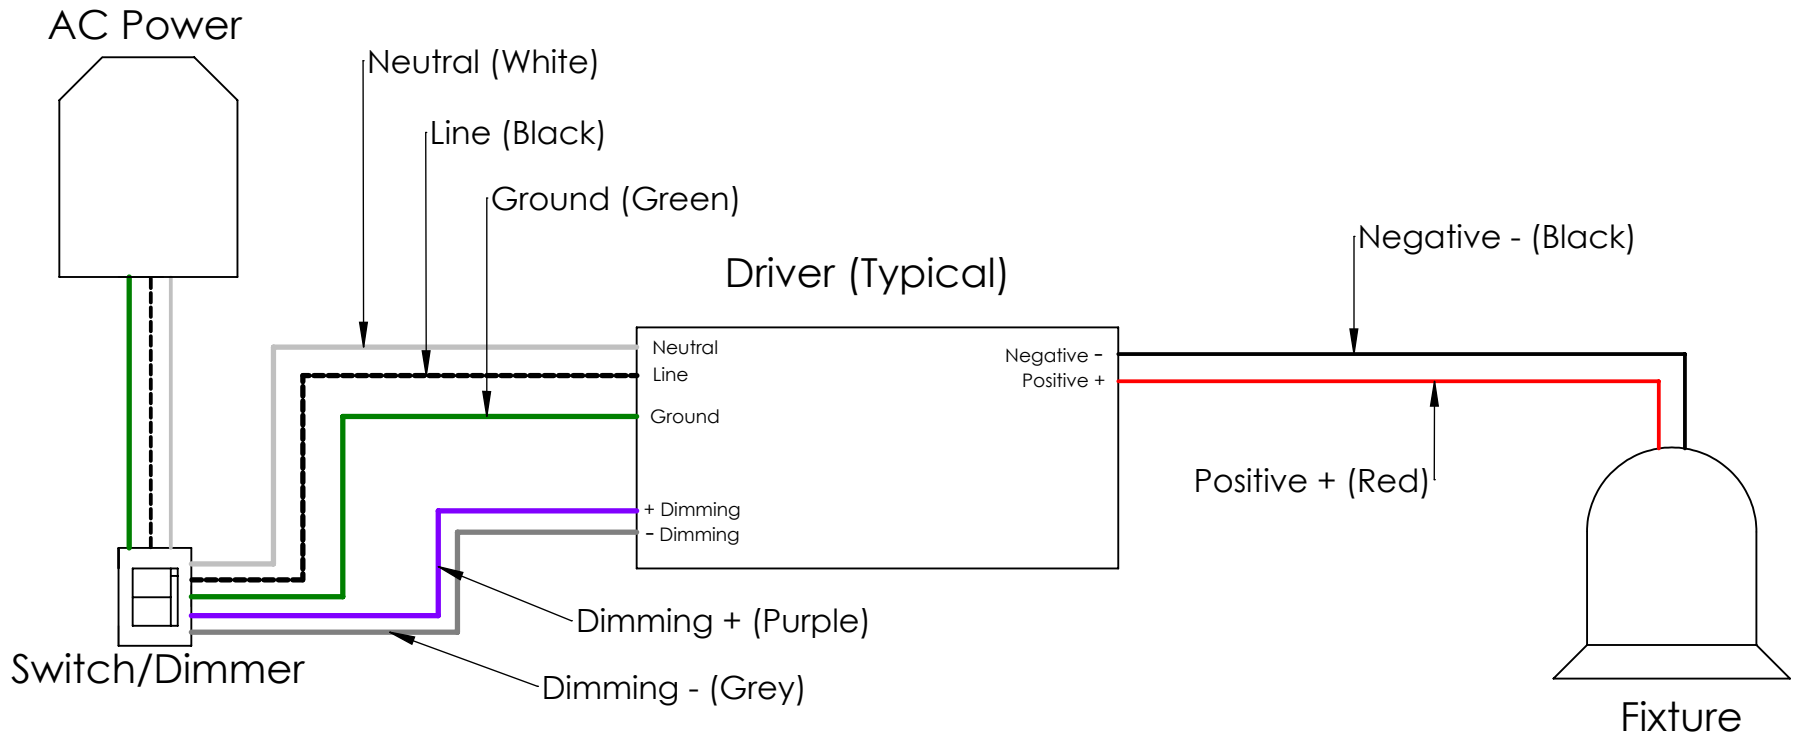 AC Power
Neutral (White)
Line (Black)
Ground (Green)
Negative - (Black)
Driver (Typical)
Neutral
Line
Ground
+ Dimming
- Dimming
Negative -
Positive +
Positive + (Red)
Dimming + (Purple)
Dimming - (Grey)
Switch/Dimmer
Fixture